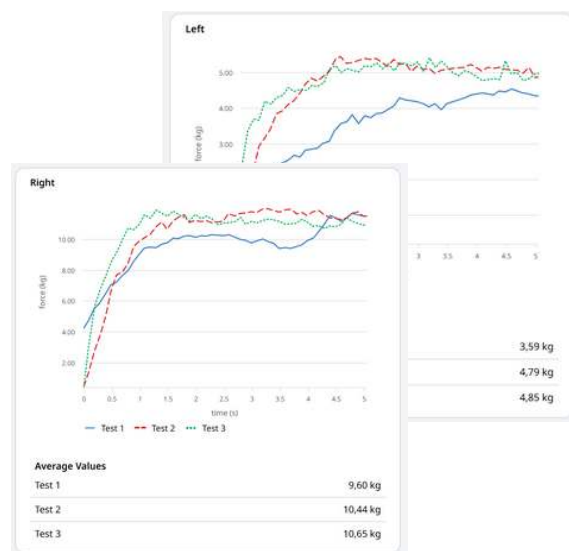 Left
5.00
4.00
3.00
force (kg)
3 3.5 4 4.5 5
3,59 kg
4,79 kg
4,85 kg
Right
10.00
8.00
6.00
4.00
2.00
force (kg)
0 0.5 1 1.5 2 2.5 3 3.5 4 4.5 5
time (s)
Test 1 Test 2 Test 3
Average Values
Test 1 9,60 kg
Test 2 10,44 kg
Test 3 10,65 kg